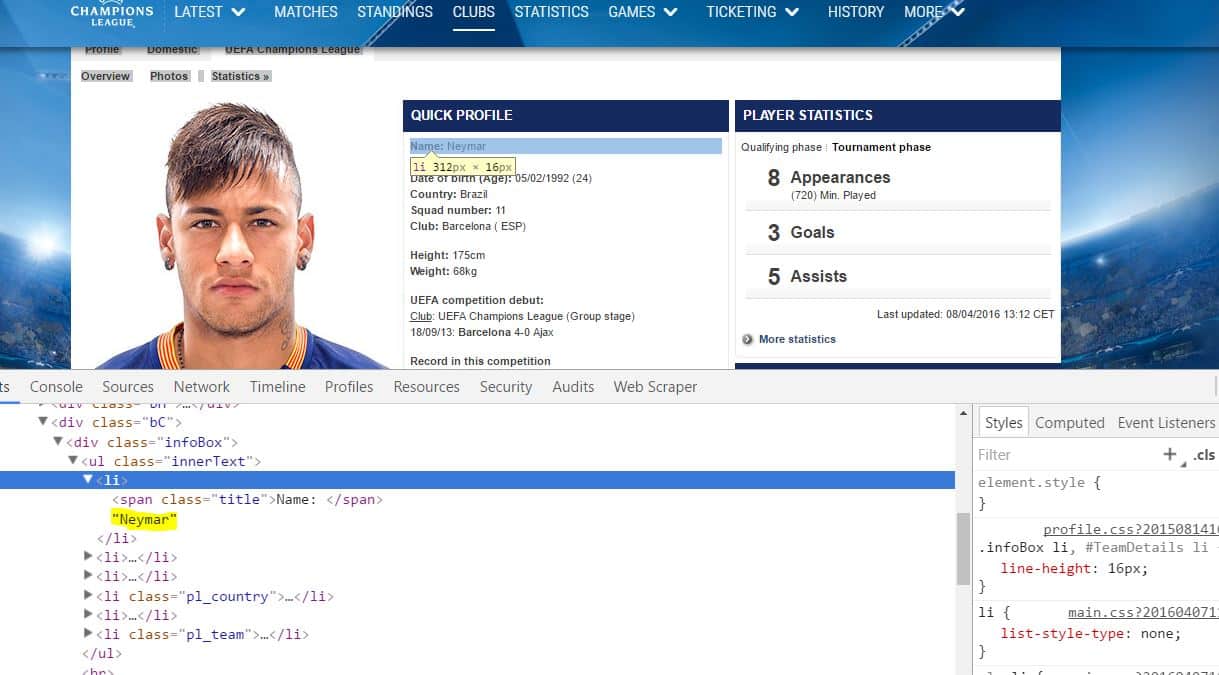 CHAMPIONS
LEAGUE
LATEST MATCHES STANDINGS CLUBS STATISTICS GAMES TICKETING HISTORY MORE
Profile Domestic UEFA Champions League
Overview Photos Statistics »
QUICK PROFILE
Name: Neymar
li 312px × 16px
Date of birth (Age): 05/02/1992 (24)
Country: Brazil
Squad number: 11
Club: Barcelona ( ESP)
Height: 175cm
Weight: 68kg
UEFA competition debut:
Club: UEFA Champions League (Group stage)
18/09/13: Barcelona 4-0 Ajax
Record in this competition
PLAYER STATISTICS
Qualifying phase Tournament phase
8 Appearances
(720) Min. Played
3 Goals
5 Assists
Last updated: 08/04/2016 13:12 CET
More statistics
ts Console Sources Network Timeline Profiles Resources Security Audits Web Scraper
<div class="bC">
<div class="infoBox">
<ul class="innerText">
<li>
<span class="title">Name: </span>
"Neymar"
</li>
<li>…</li>
<li>…</li>
<li class="pl_country">…</li>
<li>…</li>
<li class="pl_team">…</li>
</ul>
<br>
Styles Computed Event Listeners
Filter + .cls
element.style {
}
profile.css?2015081416
.infoBox li, #TeamDetails li
line-height: 16px;
}
li { main.css?201604071
list-style-type: none;
}